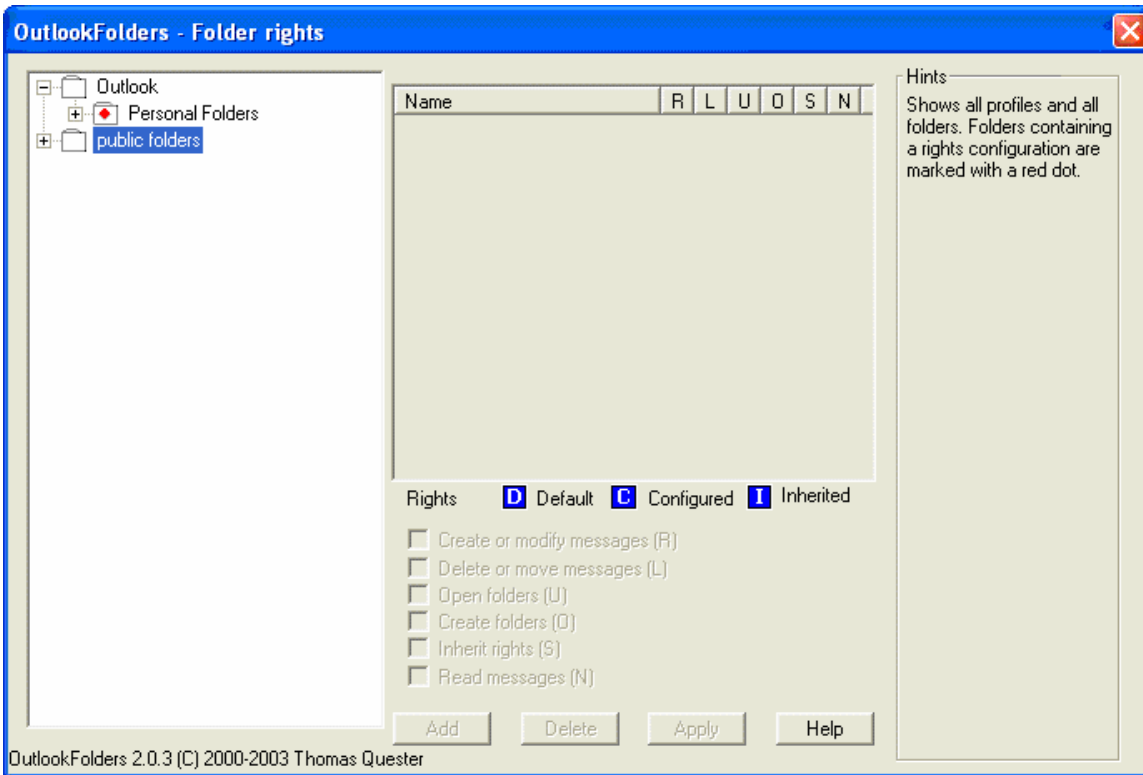 OutlookFolders - Folder rights
Outlook
Personal Folders
public folders
Name R L U O S N
Rights D Default C Configured I Inherited
Create or modify messages (R)
Delete or move messages (L)
Open folders (U)
Create folders (O)
Inherit rights (S)
Read messages (N)
Add Delete Apply Help
Hints
Shows all profiles and all
folders. Folders containing
a rights configuration are
marked with a red dot.
OutlookFolders 2.0.3 (C) 2000-2003 Thomas Quester